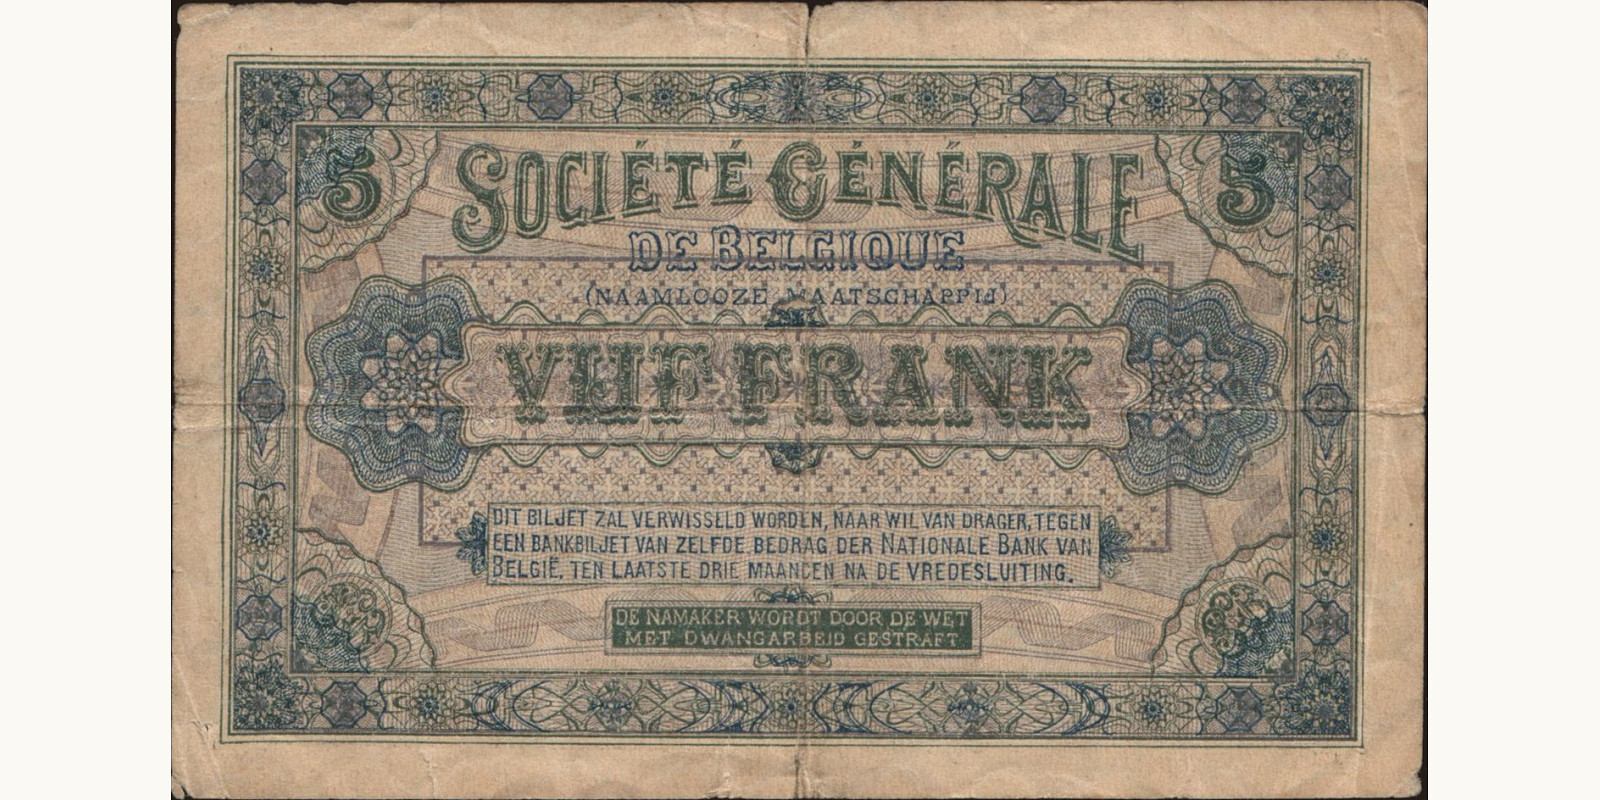 5 SOCIÉTÉ GÉNÉRALE 5
DE BELGIQUE
(NAAMLOOZE MAATSCHAPPIJ)
VIJF FRANK
DIT BILJET ZAL VERWISSELD WORDEN, NAAR WIL VAN DRAGER, TEGEN
EEN BANKBILJET VAN ZELFDE BEDRAG DER NATIONALE BANK VAN
BELGIË, TEN LAATSTE DRIE MAANDEN NA DE VREDESLUITING.
DE NAMAKER WORDT DOOR DE WET
MET DWANGARBEID GESTRAFT